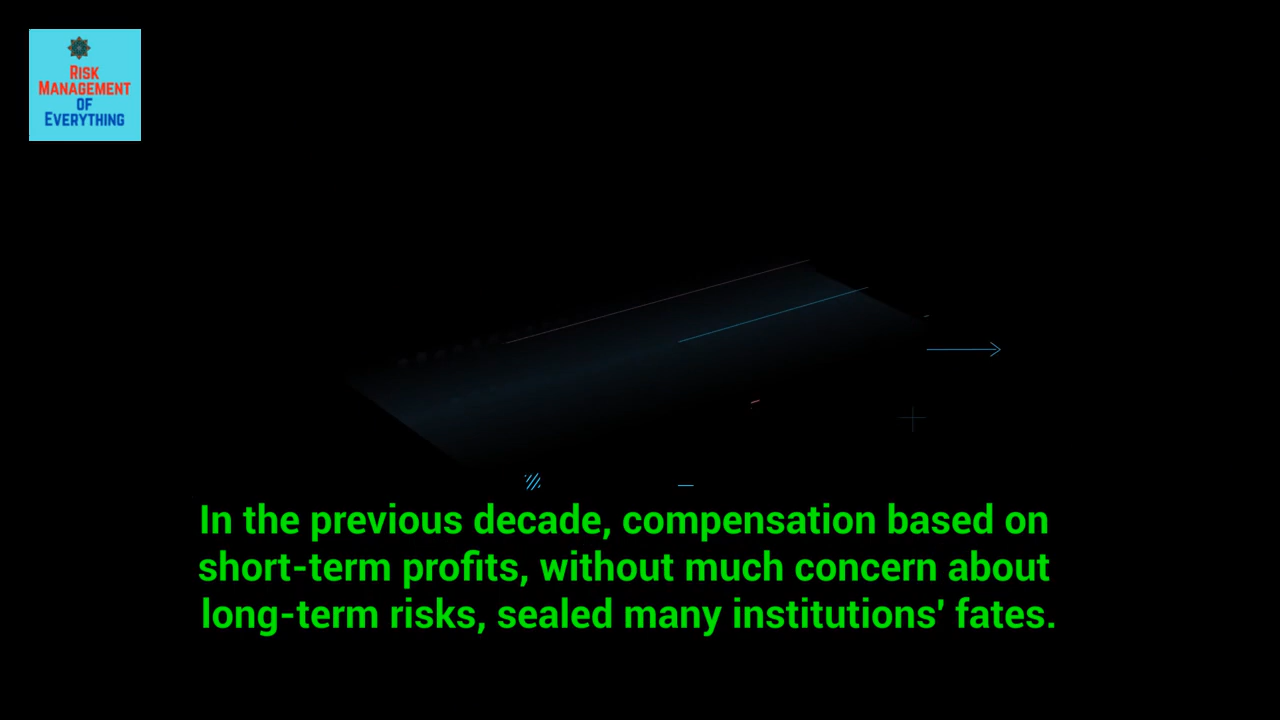 Risk
Management
of
Everything
In the previous decade, compensation based on
short-term profits, without much concern about
long-term risks, sealed many institutions' fates.